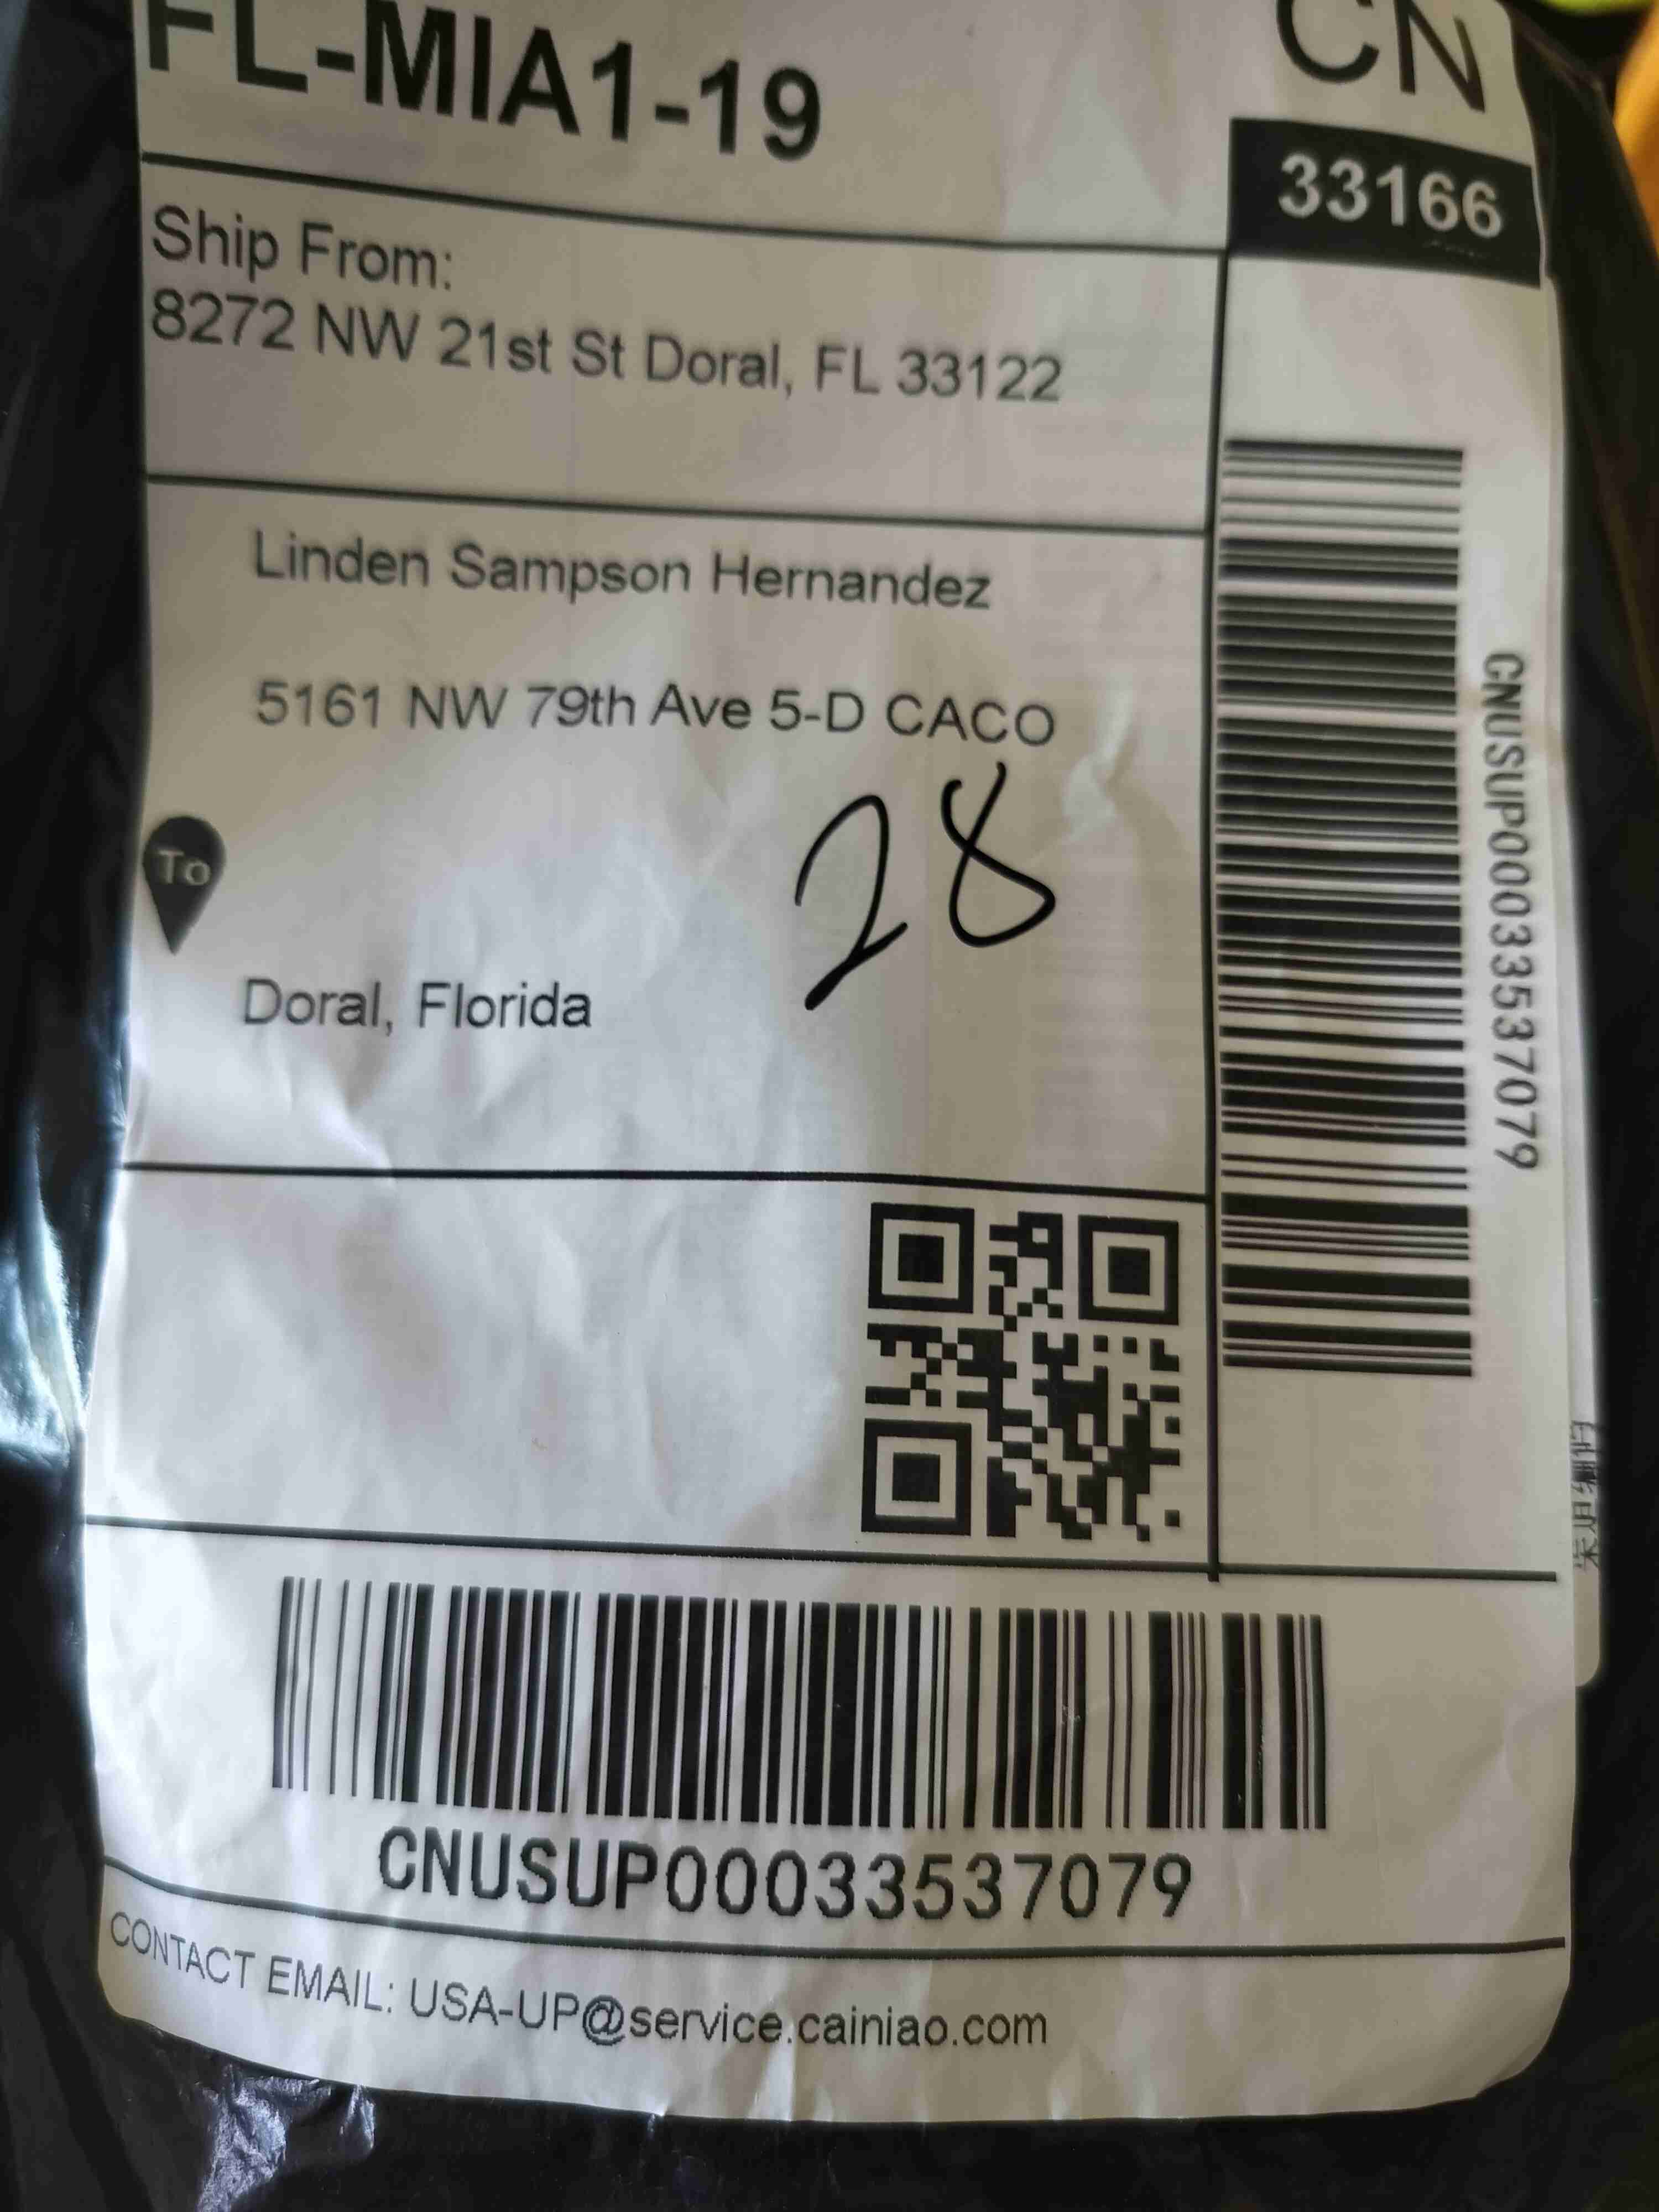 FL-MIA1-19
CN
33166
Ship From:
8272 NW 21st St Doral, FL 33122
Linden Sampson Hernandez
5161 NW 79th Ave 5-D CACO
28
To
Doral, Florida
CNUSUP00033537079
CNUSUP00033537079
CONTACT EMAIL: USA-UP@service.cainiao.com